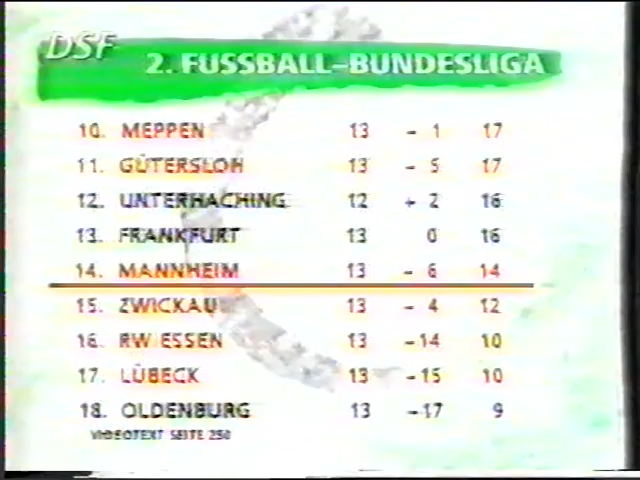 DSF
2. FUSSBALL-BUNDESLIGA
10. MEPPEN 13 - 1 17
11. GÜTERSLOH 13 - 5 17
12. UNTERHACHING 12 + 2 16
13. FRANKFURT 13 0 16
14. MANNHEIM 13 - 6 14
15. ZWICKAU 13 - 4 12
16. RW ESSEN 13 -14 10
17. LÜBECK 13 -15 10
18. OLDENBURG 13 -17 9
VIDEOTEXT SEITE 250